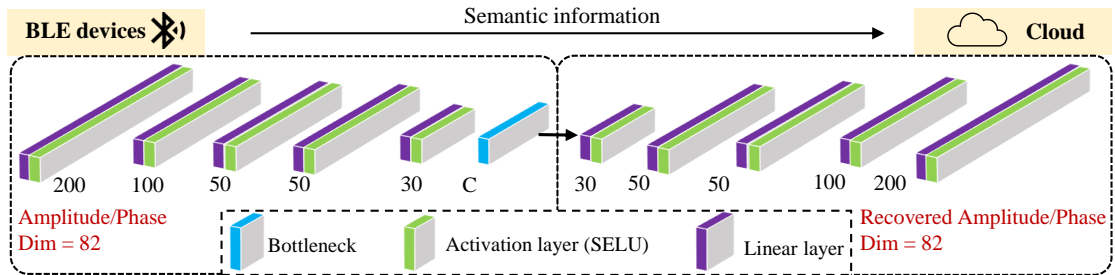 Semantic information
BLE devices
Cloud
200 100 50 50 30 C 30 50 50 100 200
Amplitude/Phase
Dim = 82
Recovered Amplitude/Phase
Dim = 82
Bottleneck
Activation layer (SELU)
Linear layer